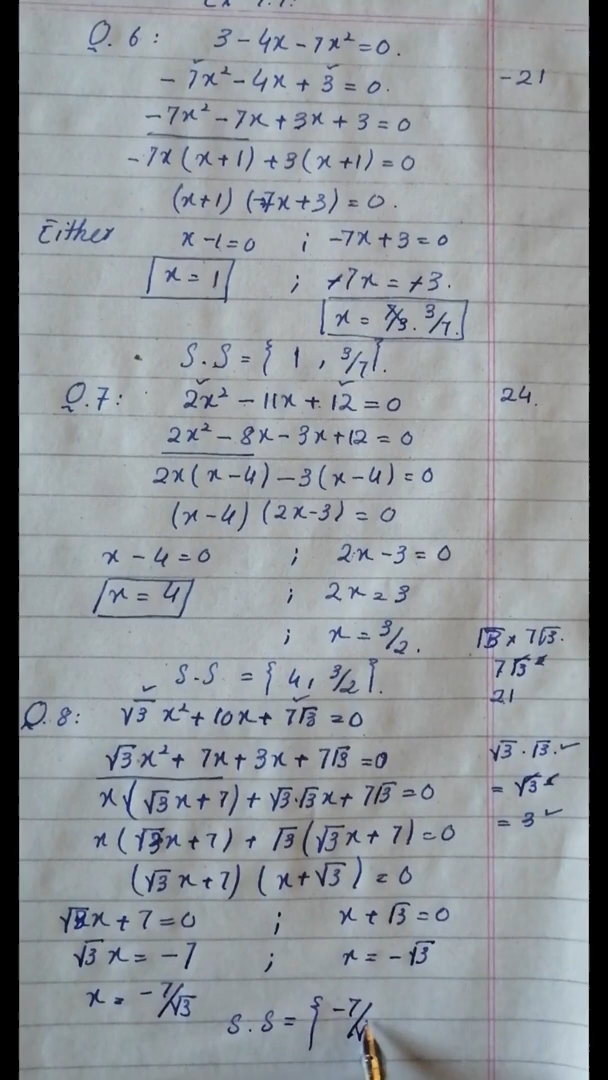 Q.6: 3 - 4x - 7x² = 0.
- 7x² - 4x + 3 = 0. -21
-7x² - 7x + 3x + 3 = 0
-7x(x+1) + 3(x+1) = 0
(x+1) (-7x+3) = 0.
Either x - 1 = 0 ; -7x + 3 = 0
x = 1 ; -7x = -3.
x = 3/7.
S.S = { 1 , 3/7 }.
Q.7: 2x² - 11x + 12 = 0 24.
2x² - 8x - 3x + 12 = 0
2x(x-4) - 3(x-4) = 0
(x-4) (2x-3) = 0
x - 4 = 0 ; 2x - 3 = 0
x = 4 ; 2x = 3
; x = 3/2. √3 × 7√3.
S.S = { 4, 3/2 }. 7√3²
21
Q.8: √3 x² + 10x + 7√3 = 0
√3 x² + 7x + 3x + 7√3 = 0 √3 · √3.
x(√3x+7) + √3·√3x + 7√3 = 0 = √3²
x(√3x+7) + √3(√3x+7) = 0 = 3
(√3x+7) (x+√3) = 0
√3x + 7 = 0 ; x + √3 = 0
√3 x = -7 ; x = -√3
x = -7/√3
S.S = { -7/√